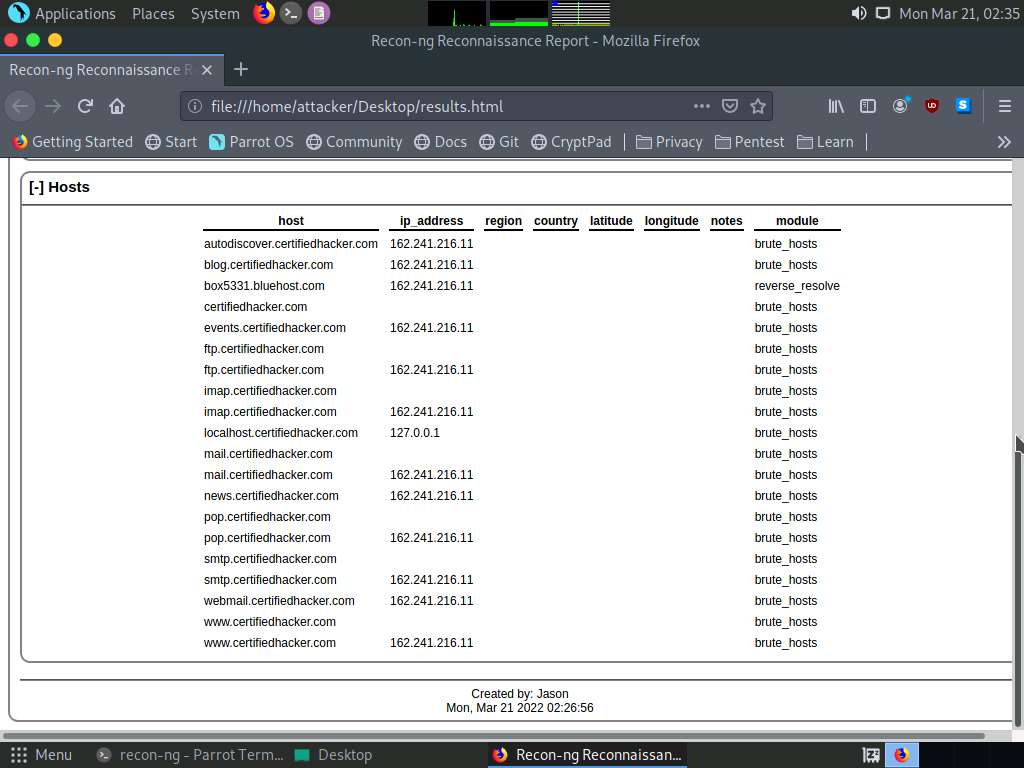 Applications Places System Mon Mar 21, 02:35
Recon-ng Reconnaissance Report - Mozilla Firefox
Recon-ng Reconnaissance R
file:///home/attacker/Desktop/results.html
Getting Started Start Parrot OS Community Docs Git CryptPad Privacy Pentest Learn
[-] Hosts
host ip_address region country latitude longitude notes module
autodiscover.certifiedhacker.com 162.241.216.11 brute_hosts
blog.certifiedhacker.com 162.241.216.11 brute_hosts
box5331.bluehost.com 162.241.216.11 reverse_resolve
certifiedhacker.com brute_hosts
events.certifiedhacker.com 162.241.216.11 brute_hosts
ftp.certifiedhacker.com brute_hosts
ftp.certifiedhacker.com 162.241.216.11 brute_hosts
imap.certifiedhacker.com brute_hosts
imap.certifiedhacker.com 162.241.216.11 brute_hosts
localhost.certifiedhacker.com 127.0.0.1 brute_hosts
mail.certifiedhacker.com brute_hosts
mail.certifiedhacker.com 162.241.216.11 brute_hosts
news.certifiedhacker.com 162.241.216.11 brute_hosts
pop.certifiedhacker.com brute_hosts
pop.certifiedhacker.com 162.241.216.11 brute_hosts
smtp.certifiedhacker.com brute_hosts
smtp.certifiedhacker.com 162.241.216.11 brute_hosts
webmail.certifiedhacker.com 162.241.216.11 brute_hosts
www.certifiedhacker.com brute_hosts
www.certifiedhacker.com 162.241.216.11 brute_hosts
Created by: Jason
Mon, Mar 21 2022 02:26:56
Menu recon-ng - Parrot Term... Desktop Recon-ng Reconnaissan...